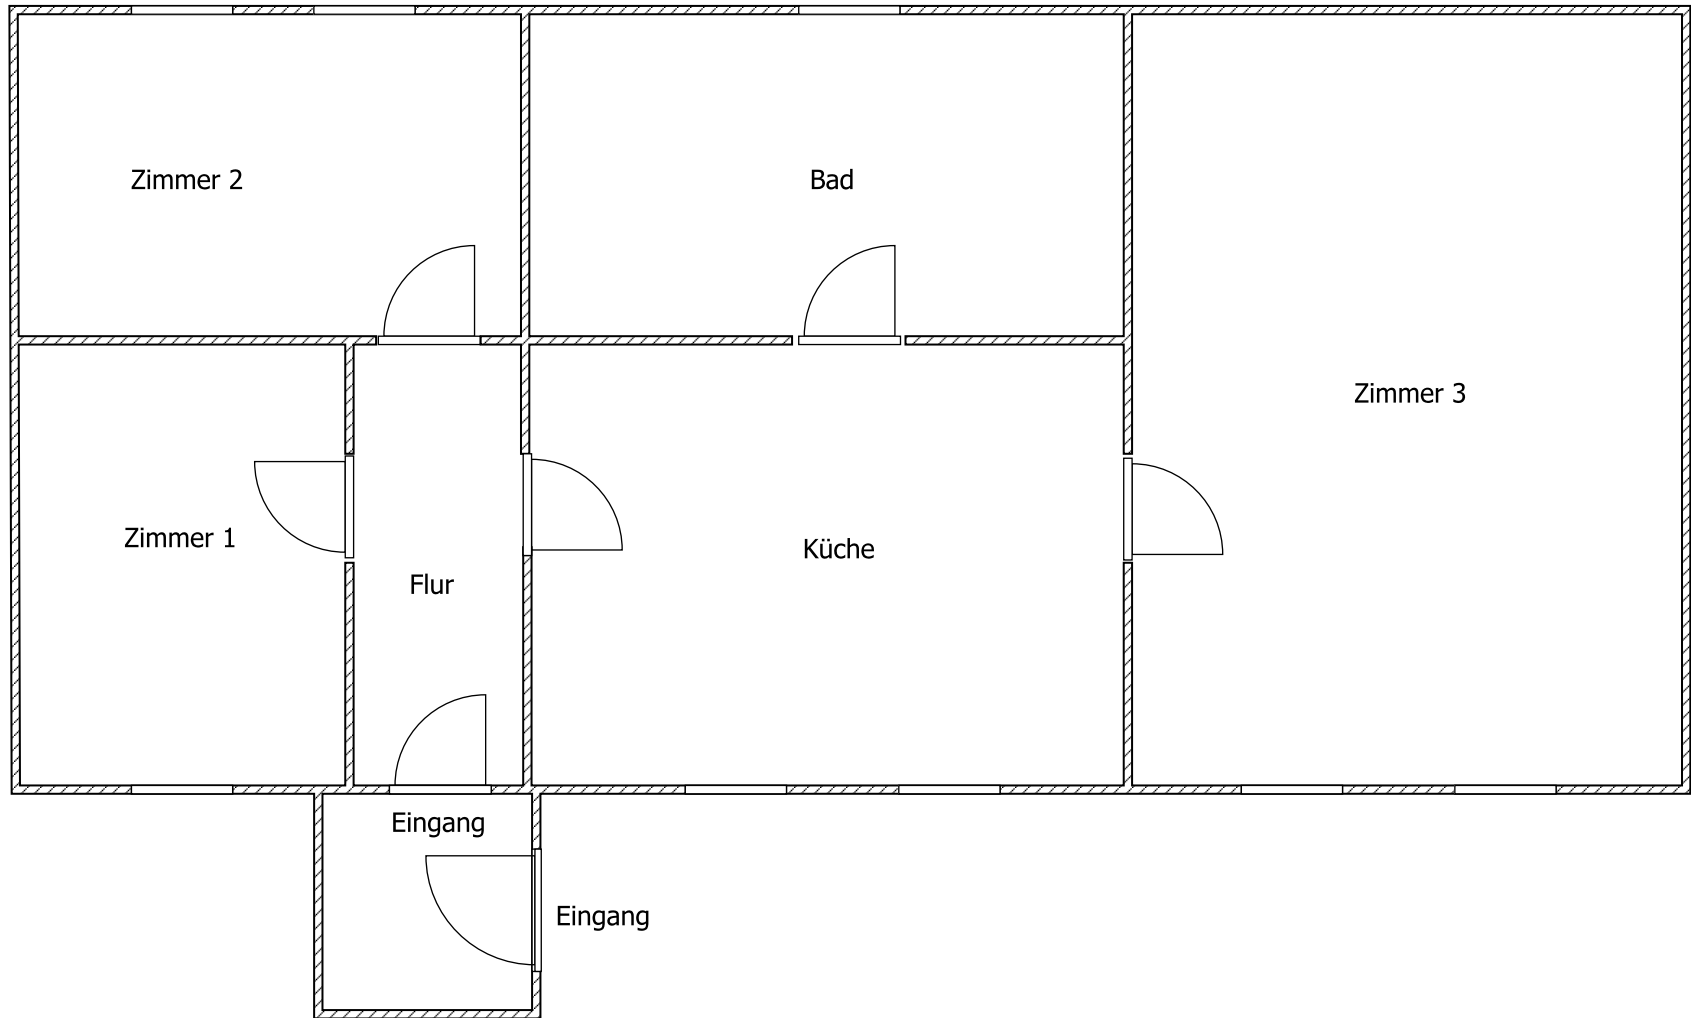 Zimmer 2
Bad
Zimmer 3
Zimmer 1
Küche
Flur
Eingang
Eingang